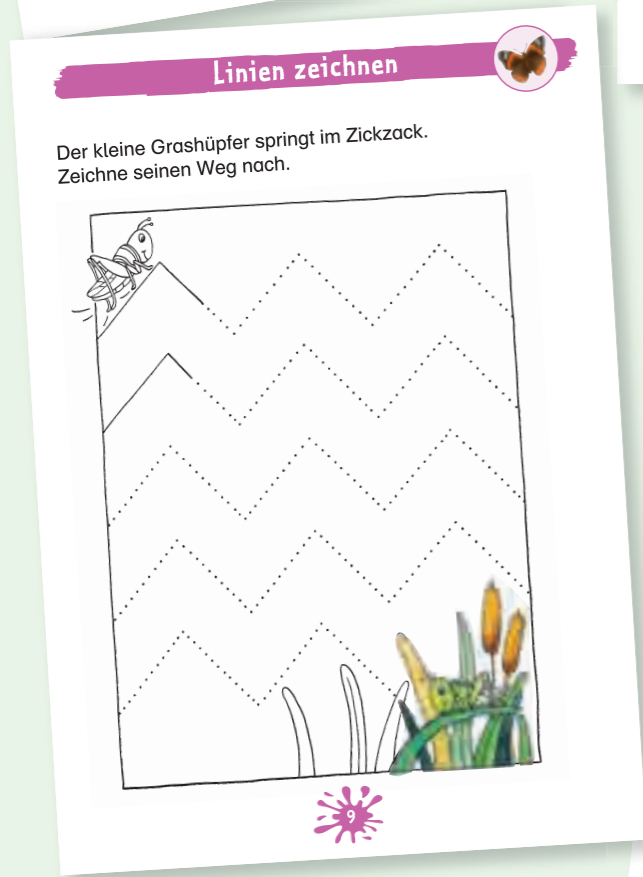 Linien zeichnen
Der kleine Grashüpfer springt im Zickzack.
Zeichne seinen Weg nach.
9